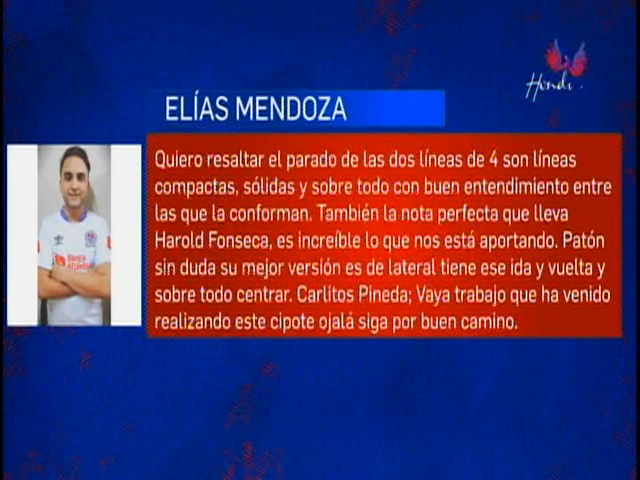 Hondu
ELÍAS MENDOZA
Quiero resaltar el parado de las dos líneas de 4 son líneas
compactas, sólidas y sobre todo con buen entendimiento entre
las que la conforman. También la nota perfecta que lleva
Harold Fonseca, es increíble lo que nos está aportando. Patón
sin duda su mejor versión es de lateral tiene ese ida y vuelta y
sobre todo centrar. Carlitos Pineda; Vaya trabajo que ha venido
realizando este cipote ojalá siga por buen camino.